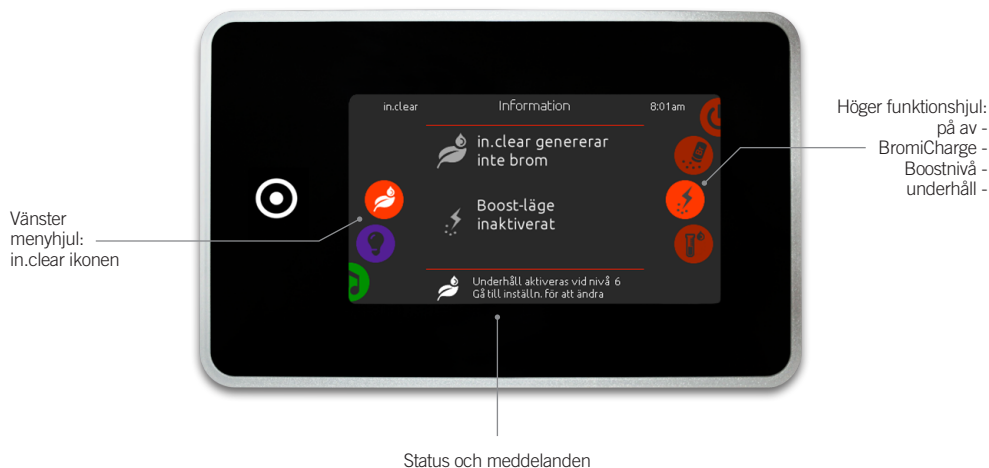 in.clear Information 8:01am
in.clear genererar
inte brom
Boost-läge
inaktiverat
Underhåll aktiveras vid nivå 6
Gå till inställn. för att ändra
Vänster
menyhjul:
in.clear ikonen
Höger funktionshjul:
på av -
BromiCharge -
Boostnivå -
underhåll -
Status och meddelanden